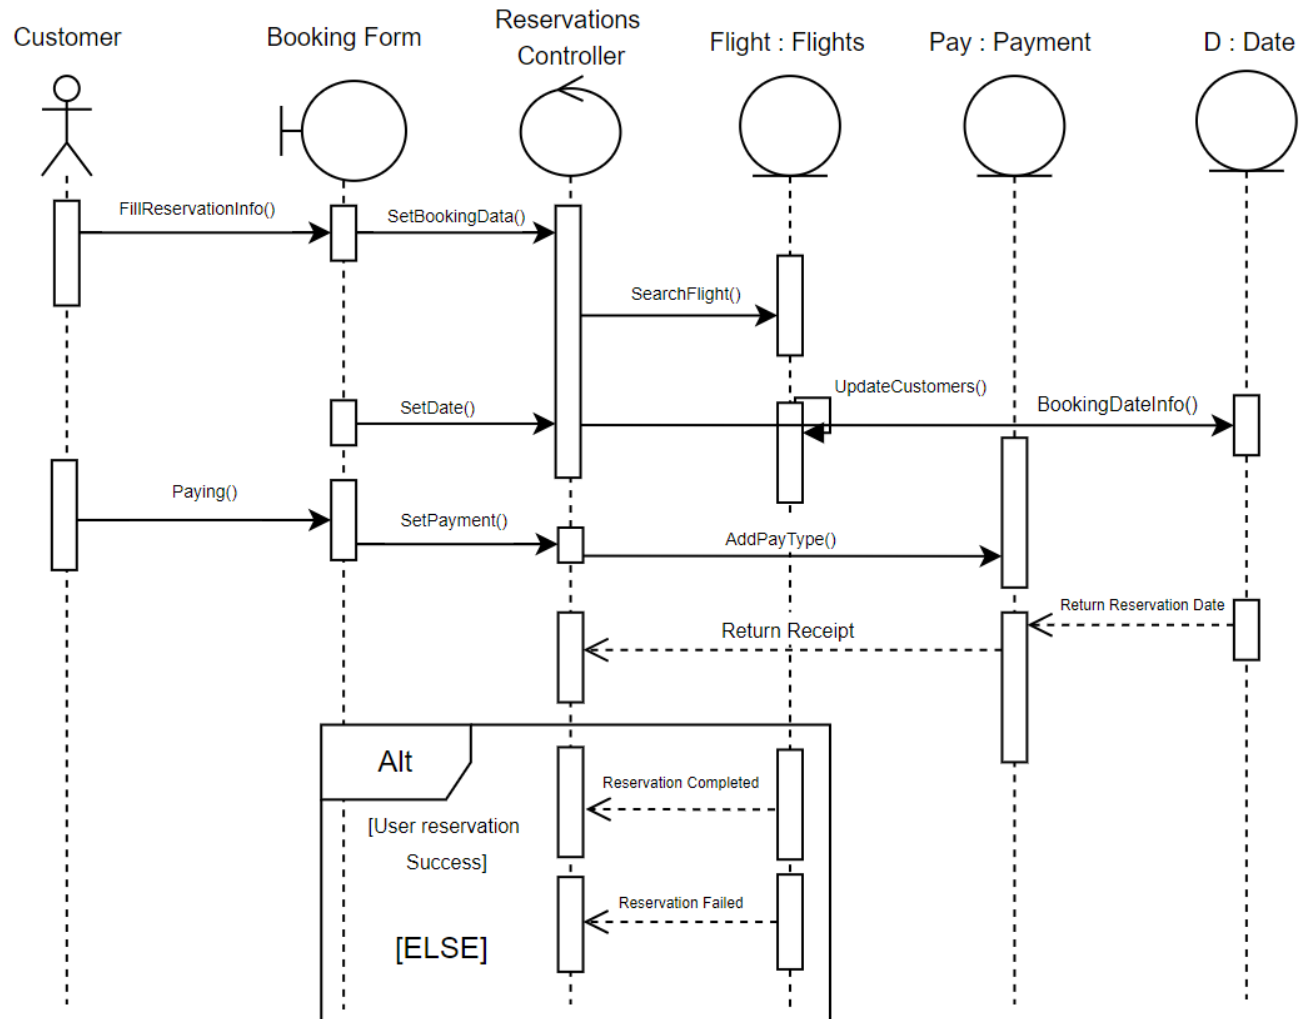 Customer
Booking Form
Reservations
Controller
Flight : Flights
Pay : Payment
D : Date
FillReservationInfo()
SetBookingData()
SearchFlight()
UpdateCustomers()
SetDate()
BookingDateInfo()
Paying()
SetPayment()
AddPayType()
Return Reservation Date
Return Receipt
Alt
Reservation Completed
[User reservation
Success]
Reservation Failed
[ELSE]